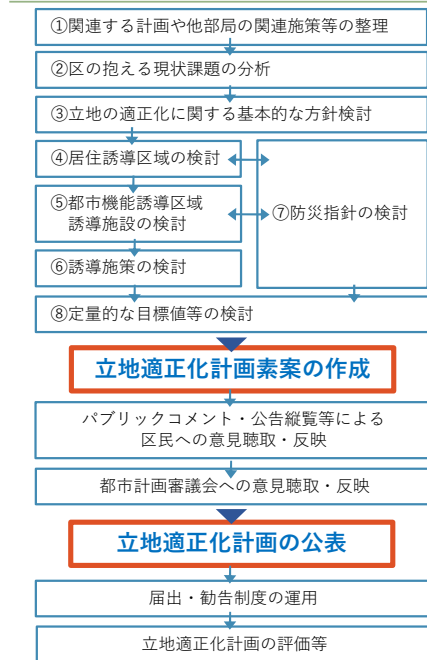 ①関連する計画や他部局の関連施策等の整理
②区の抱える現状課題の分析
③立地の適正化に関する基本的な方針検討
④居住誘導区域の検討
⑤都市機能誘導区域
誘導施設の検討
⑦防災指針の検討
⑥誘導施策の検討
⑧定量的な目標値等の検討
立地適正化計画素案の作成
パブリックコメント・公告縦覧等による
区民への意見聴取・反映
都市計画審議会への意見聴取・反映
立地適正化計画の公表
届出・勧告制度の運用
立地適正化計画の評価等